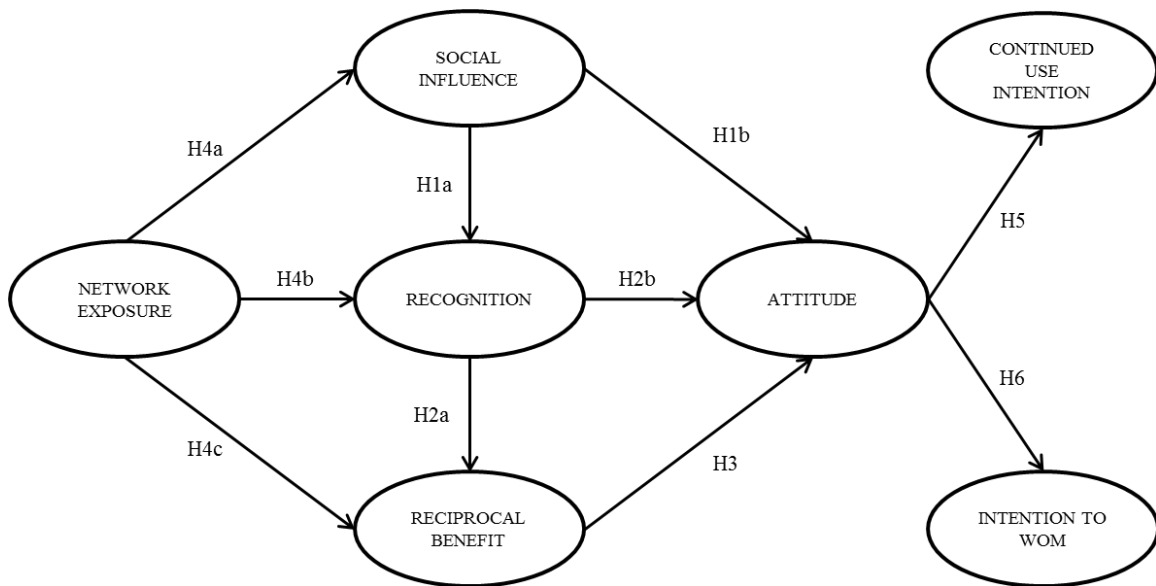 SOCIAL
INFLUENCE
CONTINUED
USE
INTENTION
H4a
H1b
H1a
H5
NETWORK
EXPOSURE
H4b
RECOGNITION
H2b
ATTITUDE
H6
H2a
H4c
H3
RECIPROCAL
BENEFIT
INTENTION TO
WOM